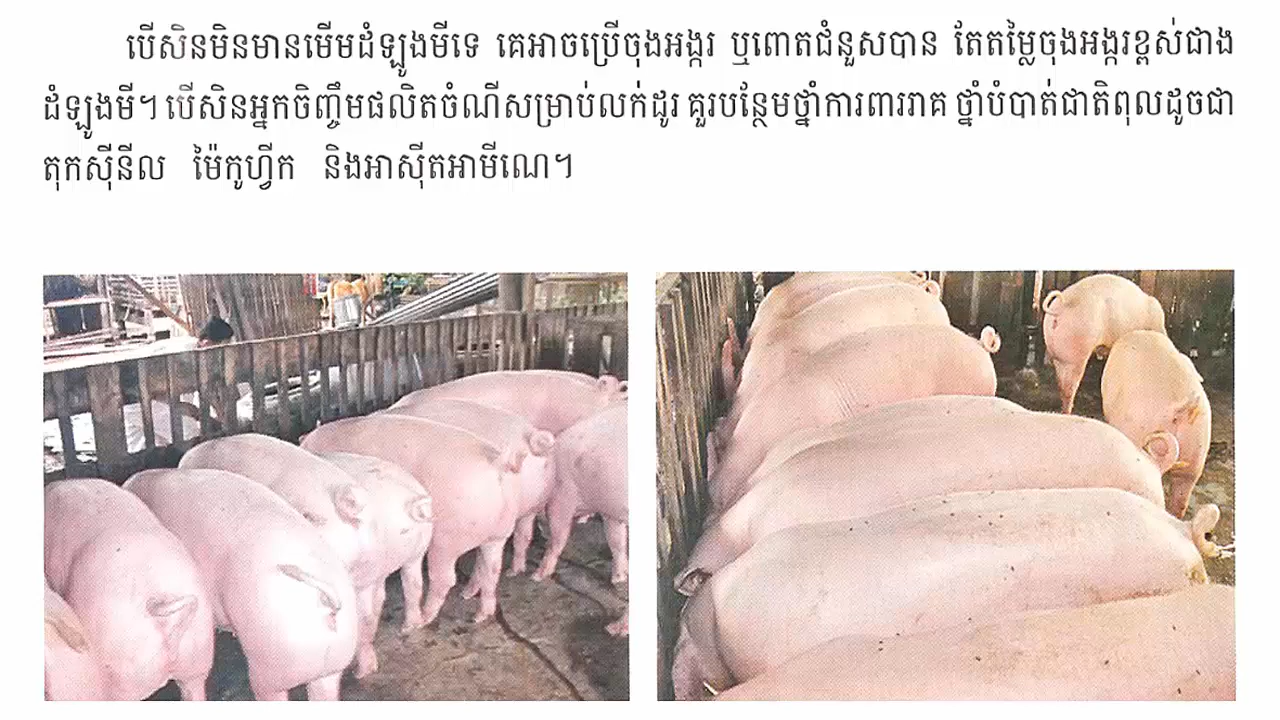 បើសិនមិនមានមើមដំឡូងមីទេ គេអាចប្រើចុងអង្ករ ឬពោតជំនួសបាន តែតម្លៃចុងអង្ករខ្ពស់ជាង
ដំឡូងមី។ បើសិនអ្នកចិញ្ចឹមផលិតចំណីសម្រាប់លក់ដូរ គួរបន្ថែមថ្នាំការពាររោគ ថ្នាំបំបាត់ជាតិពុលដូចជា
តុកស៊ីនីល ម៉ៃកូហ្វីក និងអាស៊ីតអាមីណេ។